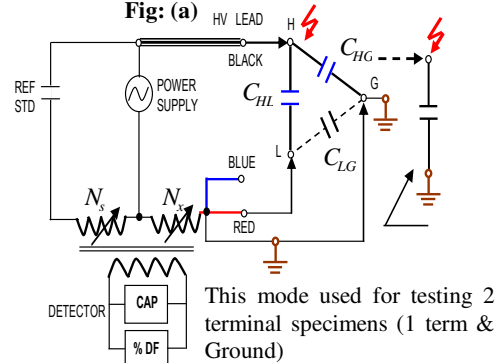 Fig: (a)
HV LEAD
H
BLACK
C_HG
REF
STD
POWER
SUPPLY
C_HL
G
L
C_LG
BLUE
N_s
N_x
RED
DETECTOR
CAP
% DF
This mode used for testing 2
terminal specimens (1 term &
Ground)